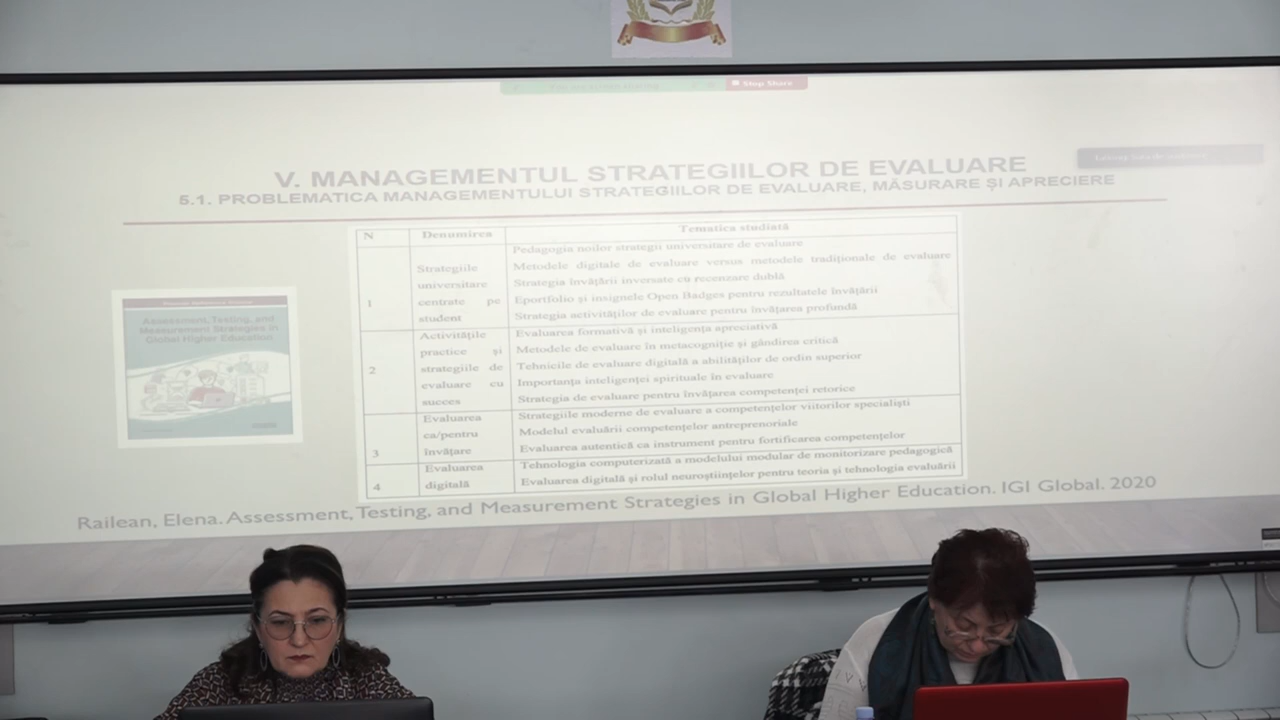 Stop Share
V. MANAGEMENTUL STRATEGIILOR DE EVALUARE
5.1. PROBLEMATICA MANAGEMENTULUI STRATEGIILOR DE EVALUARE, MĂSURARE ȘI APRECIERE
N Denumirea Tematica studiată
1
Strategiile
universitare
centrate pe
student
Pedagogia noilor strategii universitare de evaluare
Metodele digitale de evaluare versus metodele tradiționale de evaluare
Strategia învățării inversate cu recenzare dublă
Eportfolio și insignele Open Badges pentru rezultatele învățării
Strategia activităților de evaluare pentru învățarea profundă
2
Activitățile
practice și
strategiile de
evaluare cu
succes
Evaluarea formativă și inteligența apreciativă
Metodele de evaluare în metacogniție și gândirea critică
Tehnicile de evaluare digitală a abilităților de ordin superior
Importanța inteligenței spirituale în evaluare
Strategia de evaluare pentru învățarea competenței retorice
3
Evaluarea
ca/pentru
învățare
Strategiile moderne de evaluare a competențelor viitorilor specialiști
Modelul evaluării competențelor antreprenoriale
Evaluarea autentică ca instrument pentru fortificarea competențelor
4
Evaluarea
digitală
Tehnologia computerizată a modelului modular de monitorizare pedagogică
Evaluarea digitală și rolul neuroștiințelor pentru teoria și tehnologia evaluării
Assessment, Testing, and
Measurement Strategies in
Global Higher Education
Railean, Elena. Assessment, Testing, and Measurement Strategies in Global Higher Education. IGI Global. 2020